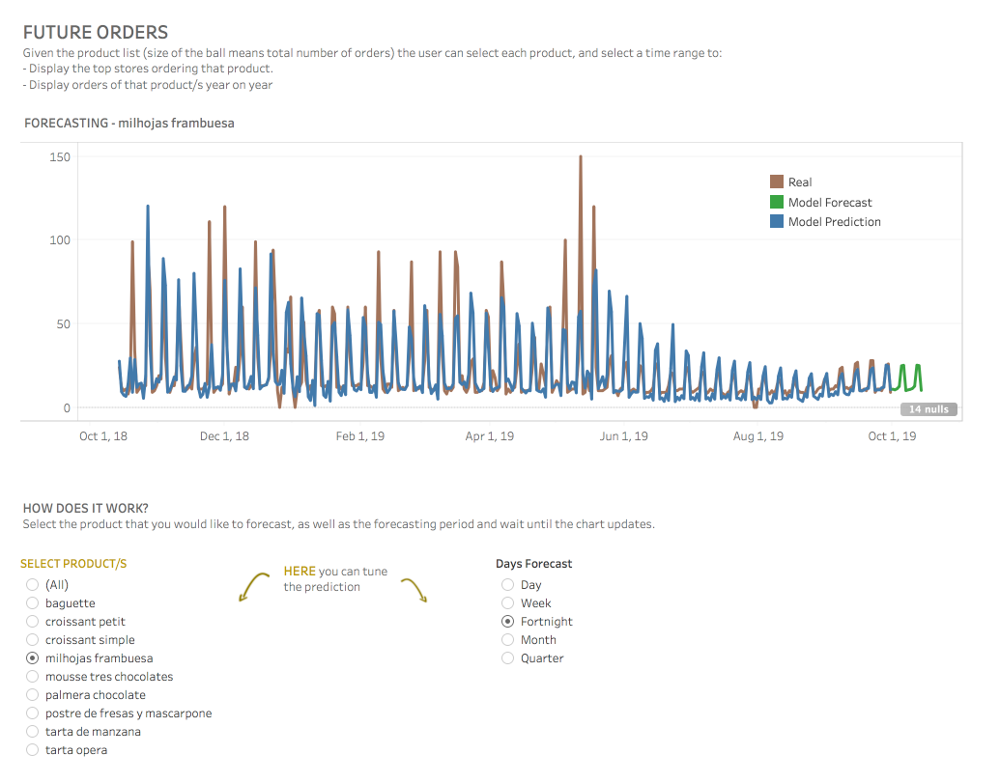 FUTURE ORDERS
Given the product list (size of the ball means total number of orders) the user can select each product, and select a time range to:
- Display the top stores ordering that product.
- Display orders of that product/s year on year
FORECASTING - milhojas frambuesa
150
100
50
0
Real
Model Forecast
Model Prediction
14 nulls
Oct 1, 18
Dec 1, 18
Feb 1, 19
Apr 1, 19
Jun 1, 19
Aug 1, 19
Oct 1, 19
HOW DOES IT WORK?
Select the product that you would like to forecast, as well as the forecasting period and wait until the chart updates.
SELECT PRODUCT/S
(All)
baguette
croissant petit
croissant simple
milhojas frambuesa
mousse tres chocolates
palmera chocolate
postre de fresas y mascarpone
tarta de manzana
tarta opera
HERE you can tune
the prediction
Days Forecast
Day
Week
Fortnight
Month
Quarter